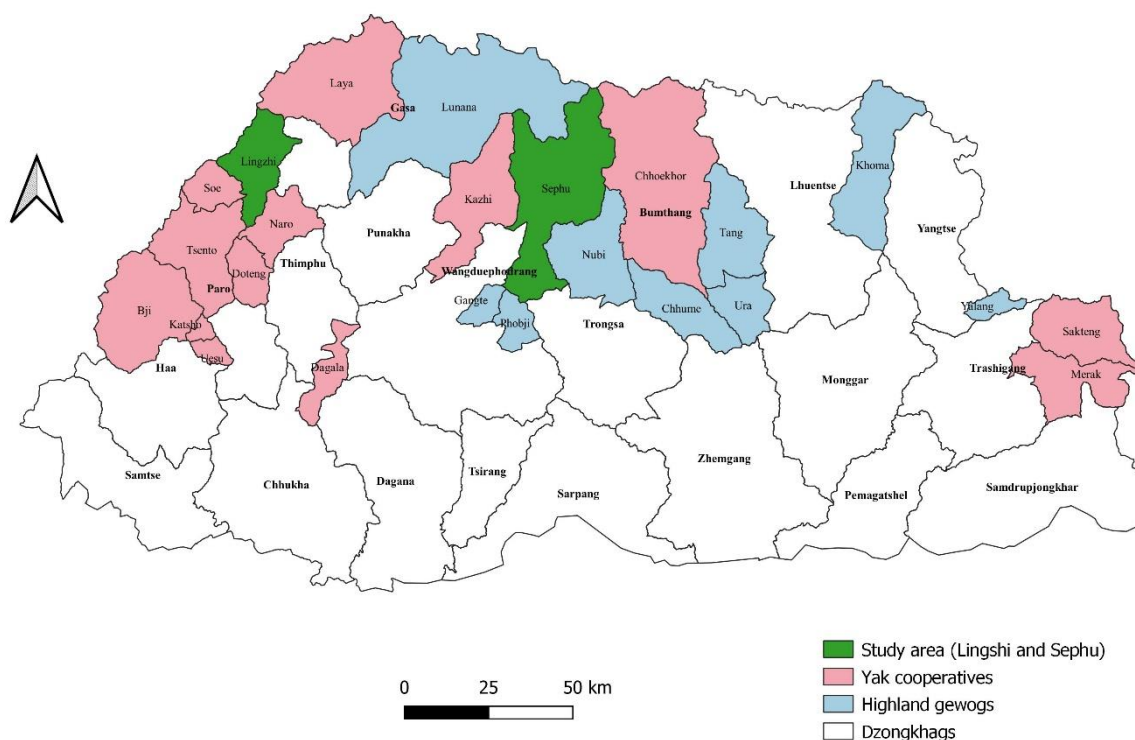 Laya
Gasa
Lunana
Lingzhi
Soe
Sephu
Chhoekhor
Khoma
Lhuentse
Kazhi
Naro
Bumthang
Tang
Yangtse
Punakha
Tsento
Nubi
Thimphu
Doteng
Wangduephodrang
Paro
Gangte
Chhume
Ura
Yalang
Bji
Katsho
Phobji
Trongsa
Sakteng
Uesu
Haa
Dagala
Monggar
Trashigang
Merak
Samtse
Chhukha
Dagana
Tsirang
Zhemgang
Sarpang
Pemagatshel
Samdrupjongkhar
Study area (Lingshi and Sephu)
Yak cooperatives
Highland gewogs
Dzongkhags
0 25 50 km